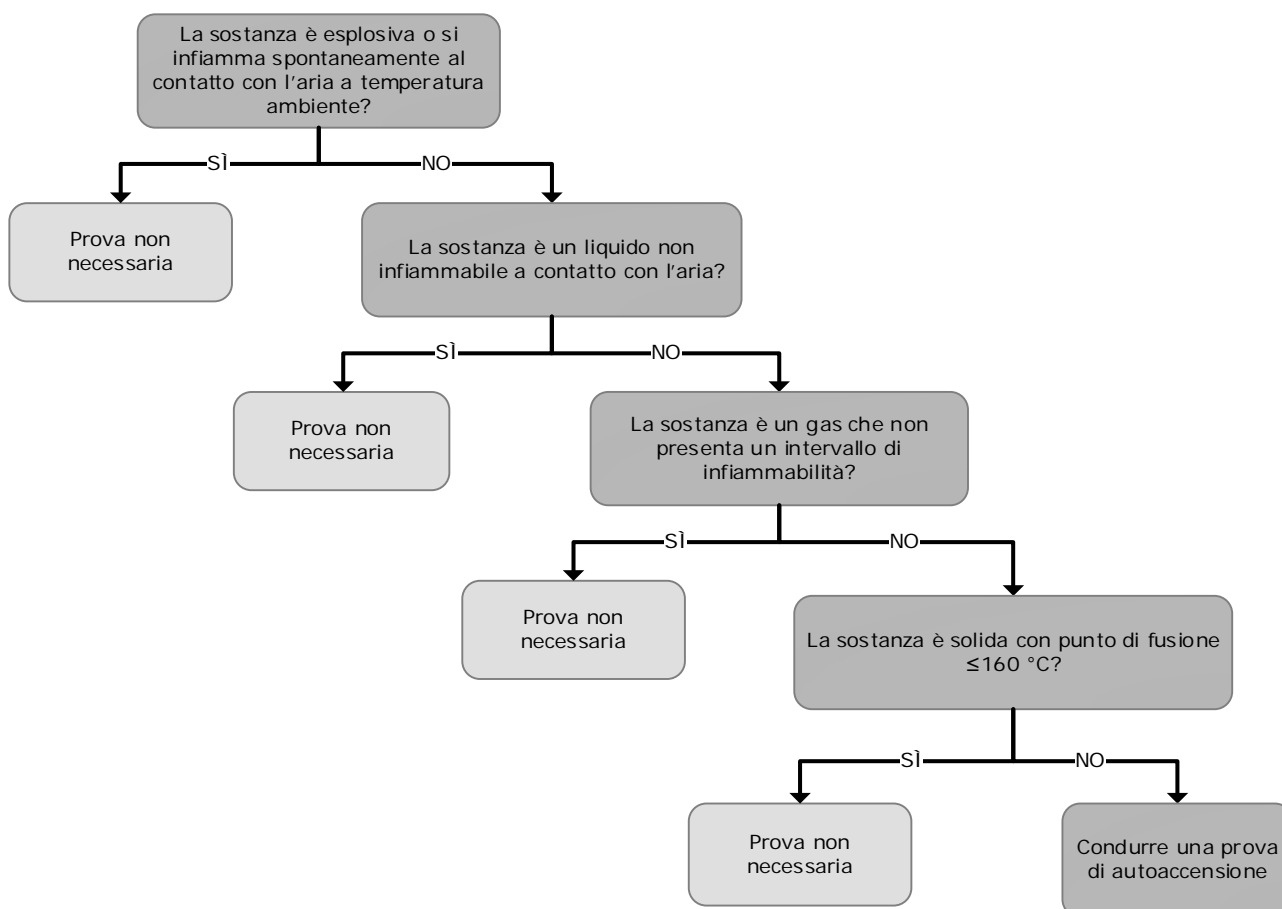 La sostanza è esplosiva o si
infiamma spontaneamente al
contatto con l'aria a temperatura
ambiente?
SÌ
NO
Prova non
necessaria
La sostanza è un liquido non
infiammabile a contatto con l'aria?
SÌ
NO
Prova non
necessaria
La sostanza è un gas che non
presenta un intervallo di
infiammabilità?
SÌ
NO
Prova non
necessaria
La sostanza è solida con punto di fusione
≤160 °C?
SÌ
NO
Prova non
necessaria
Condurre una prova
di autoaccensione